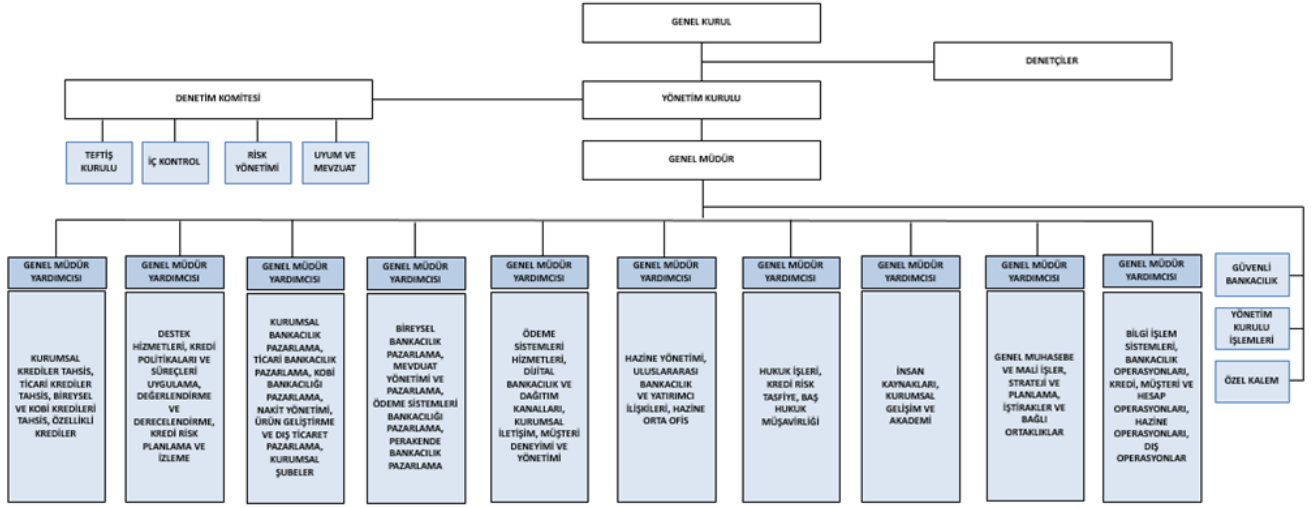 GENEL KURUL
DENETÇİLER
DENETİM KOMİTESİ
YÖNETİM KURULU
TEFTİŞ
KURULU
İÇ KONTROL
RİSK
YÖNETİMİ
UYUM VE
MEVZUAT
GENEL MÜDÜR
GENEL MÜDÜR
YARDIMCISI
KURUMSAL
KREDİLER TAHSİS,
TİCARİ KREDİLER
TAHSİS, BİREYSEL
VE KOBİ KREDİLERİ
TAHSİS, ÖZELLİKLİ
KREDİLER
GENEL MÜDÜR
YARDIMCISI
DESTEK
HİZMETLERİ, KREDİ
POLİTİKALARI VE
SÜREÇLERİ
UYGULAMA,
DEĞERLENDİRME
VE
DERECELENDİRME,
KREDİ RİSK
PLANLAMA VE
İZLEME
GENEL MÜDÜR
YARDIMCISI
KURUMSAL
BANKACILIK
PAZARLAMA,
TİCARİ BANKACILIK
PAZARLAMA, KOBİ
BANKACILIĞI
PAZARLAMA,
NAKİT YÖNETİMİ,
ÜRÜN GELİŞTİRME
VE DIŞ TİCARET
PAZARLAMA,
KURUMSAL
ŞUBELER
GENEL MÜDÜR
YARDIMCISI
BİREYSEL
BANKACILIK
PAZARLAMA,
MEVDUAT
YÖNETİMİ VE
PAZARLAMA,
ÖDEME SİSTEMLERİ
BANKACILIĞI
PAZARLAMA,
PERAKENDE
BANKACILIK
PAZARLAMA
GENEL MÜDÜR
YARDIMCISI
ÖDEME
SİSTEMLERİ
HİZMETLERİ,
DİJİTAL
BANKACILIK VE
DAĞITIM
KANALLARI,
KURUMSAL
İLETİŞİM, MÜŞTERİ
DENEYİMİ VE
YÖNETİMİ
GENEL MÜDÜR
YARDIMCISI
HAZİNE YÖNETİMİ,
ULUSLARARASI
BANKACILIK
VE YATIRIMCI
İLİŞKİLERİ, HAZİNE
ORTA OFİS
GENEL MÜDÜR
YARDIMCISI
HUKUK İŞLERİ,
KREDİ RİSK
TASFİYE, BAŞ
HUKUK
MÜŞAVİRLİĞİ
GENEL MÜDÜR
YARDIMCISI
İNSAN
KAYNAKLARI,
KURUMSAL
GELİŞİM VE
AKADEMİ
GENEL MÜDÜR
YARDIMCISI
GENEL MUHASEBE
VE MALİ İŞLER,
STRATEJİ VE
PLANLAMA,
İŞTİRAKLER VE
BAĞLI
ORTAKLIKLAR
GENEL MÜDÜR
YARDIMCISI
BİLGİ İŞLEM
SİSTEMLERİ,
BANKACILIK
OPERASYONLARI,
KREDİ, MÜŞTERİ VE
HESAP
OPERASYONLARI,
HAZİNE
OPERASYONLARI,
DIŞ
OPERASYONLAR
GÜVENLİ
BANKACILIK
YÖNETİM
KURULU
İŞLEMLERİ
ÖZEL KALEM